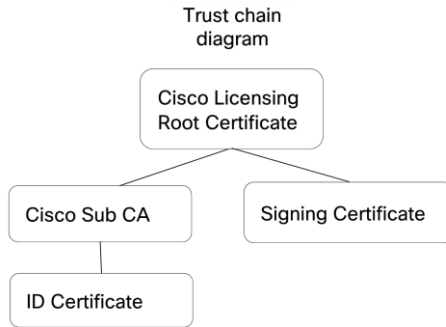 Trust chain
diagram
Cisco Licensing
Root Certificate
Cisco Sub CA
Signing Certificate
ID Certificate